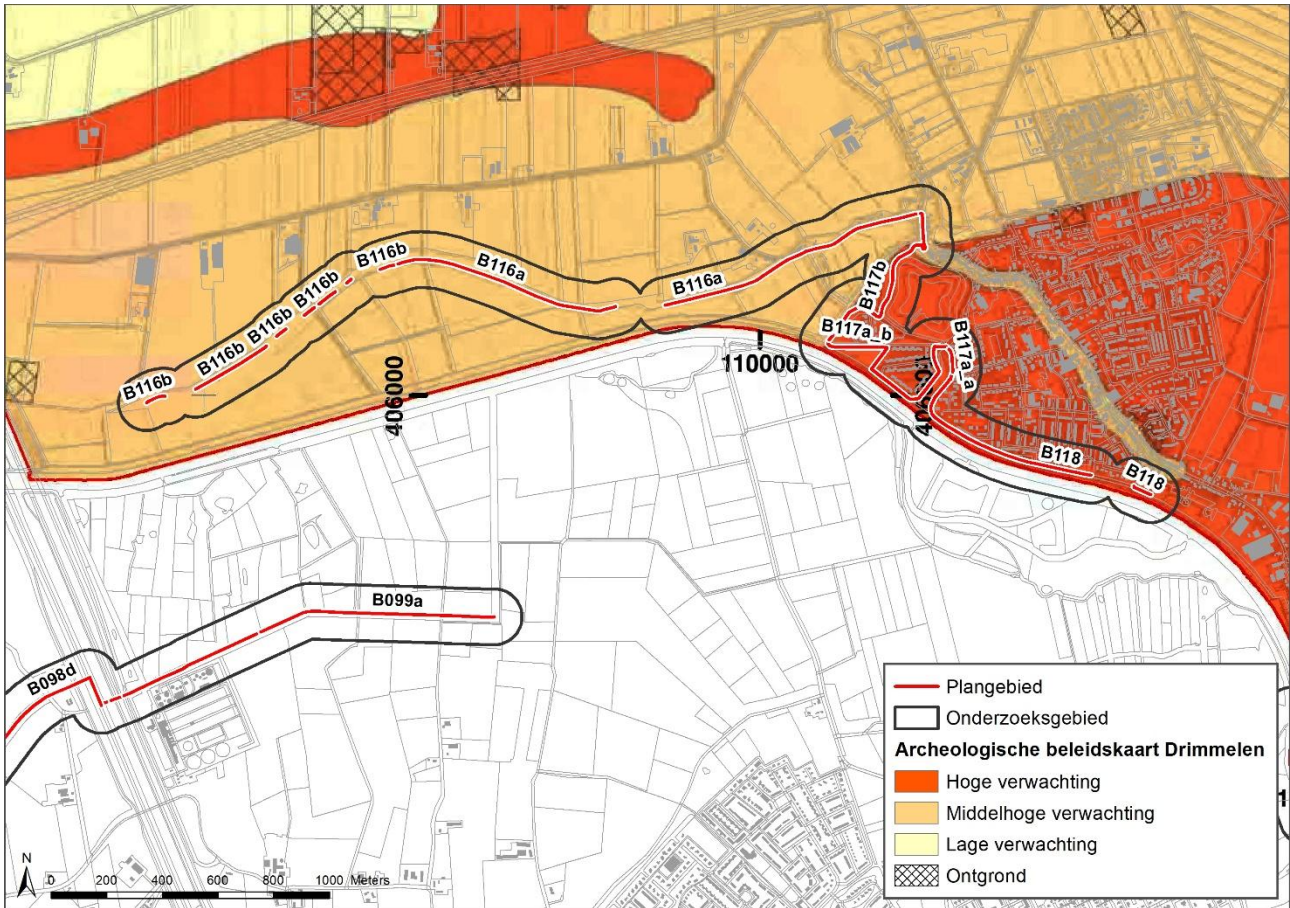 B116b
B116a
B116b
B116b
B116b
B116b
B116a
B117b
B117a_b
B117a_a
110000
406000
B118
B118
B099a
B098d
Plangebied
Onderzoeksgebied
Archeologische beleidskaart Drimmelen
Hoge verwachting
Middelhoge verwachting
Lage verwachting
Ontgrond
N
0 200 400 600 800 1000 Meters